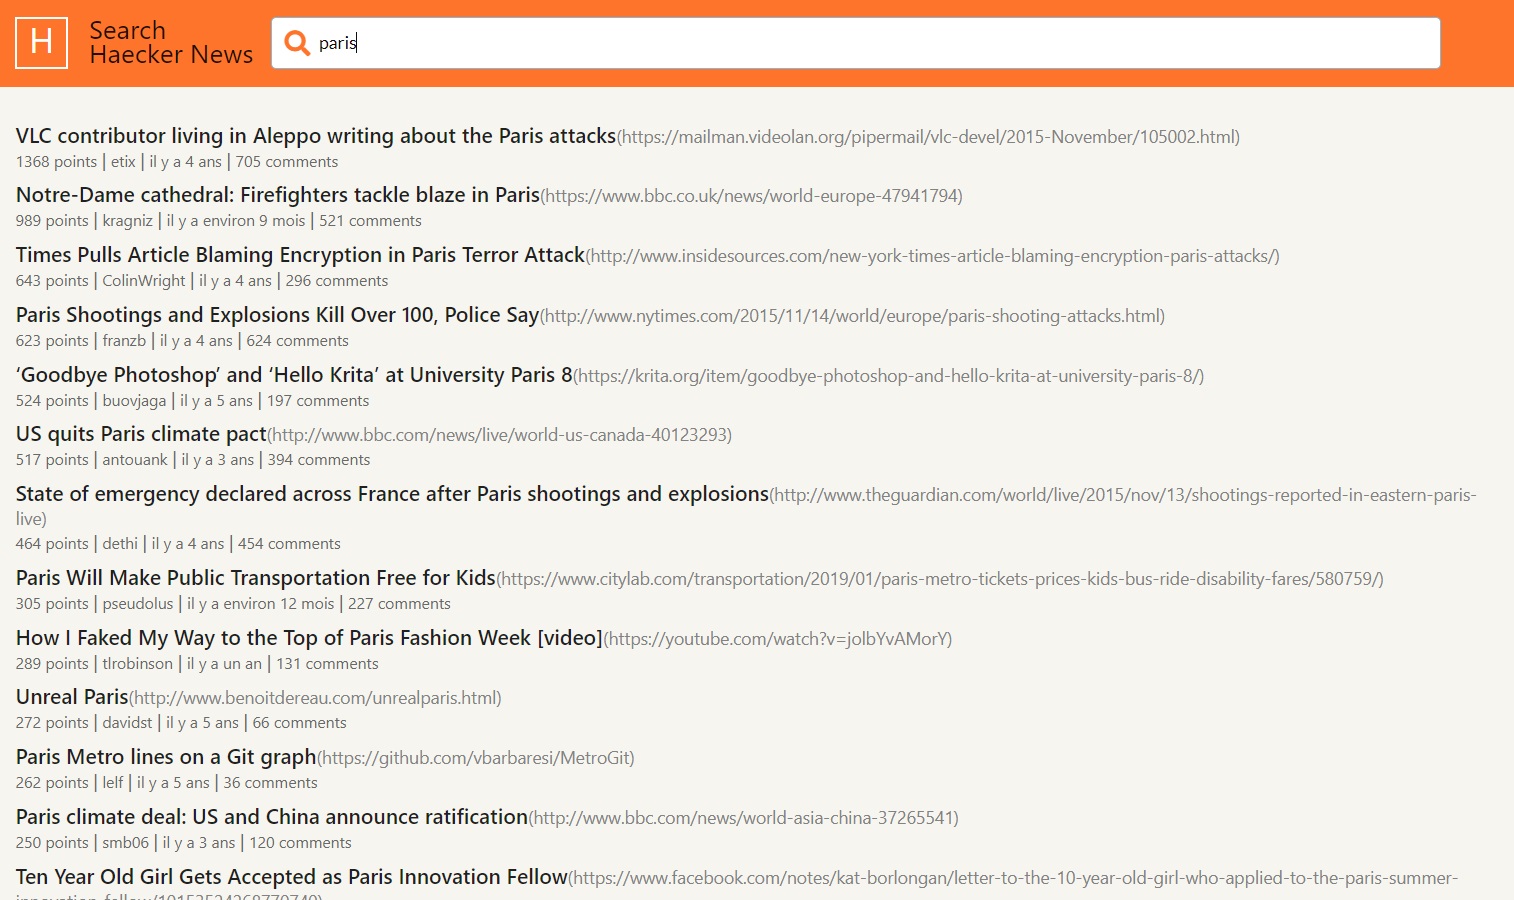 H
Search
Haecker News
paris
VLC contributor living in Aleppo writing about the Paris attacks(https://mailman.videolan.org/pipermail/vlc-devel/2015-November/105002.html)
1368 points | etix | il y a 4 ans | 705 comments
Notre-Dame cathedral: Firefighters tackle blaze in Paris(https://www.bbc.co.uk/news/world-europe-47941794)
989 points | kragniz | il y a environ 9 mois | 521 comments
Times Pulls Article Blaming Encryption in Paris Terror Attack(http://www.insidesources.com/new-york-times-article-blaming-encryption-paris-attacks/)
643 points | ColinWright | il y a 4 ans | 296 comments
Paris Shootings and Explosions Kill Over 100, Police Say(http://www.nytimes.com/2015/11/14/world/europe/paris-shooting-attacks.html)
623 points | franzb | il y a 4 ans | 624 comments
‘Goodbye Photoshop’ and ‘Hello Krita’ at University Paris 8(https://krita.org/item/goodbye-photoshop-and-hello-krita-at-university-paris-8/)
524 points | buovjaga | il y a 5 ans | 197 comments
US quits Paris climate pact(http://www.bbc.com/news/live/world-us-canada-40123293)
517 points | antouank | il y a 3 ans | 394 comments
State of emergency declared across France after Paris shootings and explosions(http://www.theguardian.com/world/live/2015/nov/13/shootings-reported-in-eastern-paris-
live)
464 points | dethi | il y a 4 ans | 454 comments
Paris Will Make Public Transportation Free for Kids(https://www.citylab.com/transportation/2019/01/paris-metro-tickets-prices-kids-bus-ride-disability-fares/580759/)
305 points | pseudolus | il y a environ 12 mois | 227 comments
How I Faked My Way to the Top of Paris Fashion Week [video](https://youtube.com/watch?v=jolbYvAMorY)
289 points | tlrobinson | il y a un an | 131 comments
Unreal Paris(http://www.benoitdereau.com/unrealparis.html)
272 points | davidst | il y a 5 ans | 66 comments
Paris Metro lines on a Git graph(https://github.com/vbarbaresi/MetroGit)
262 points | lelf | il y a 5 ans | 36 comments
Paris climate deal: US and China announce ratification(http://www.bbc.com/news/world-asia-china-37265541)
250 points | smb06 | il y a 3 ans | 120 comments
Ten Year Old Girl Gets Accepted as Paris Innovation Fellow(https://www.facebook.com/notes/kat-borlongan/letter-to-the-10-year-old-girl-who-applied-to-the-paris-summer-